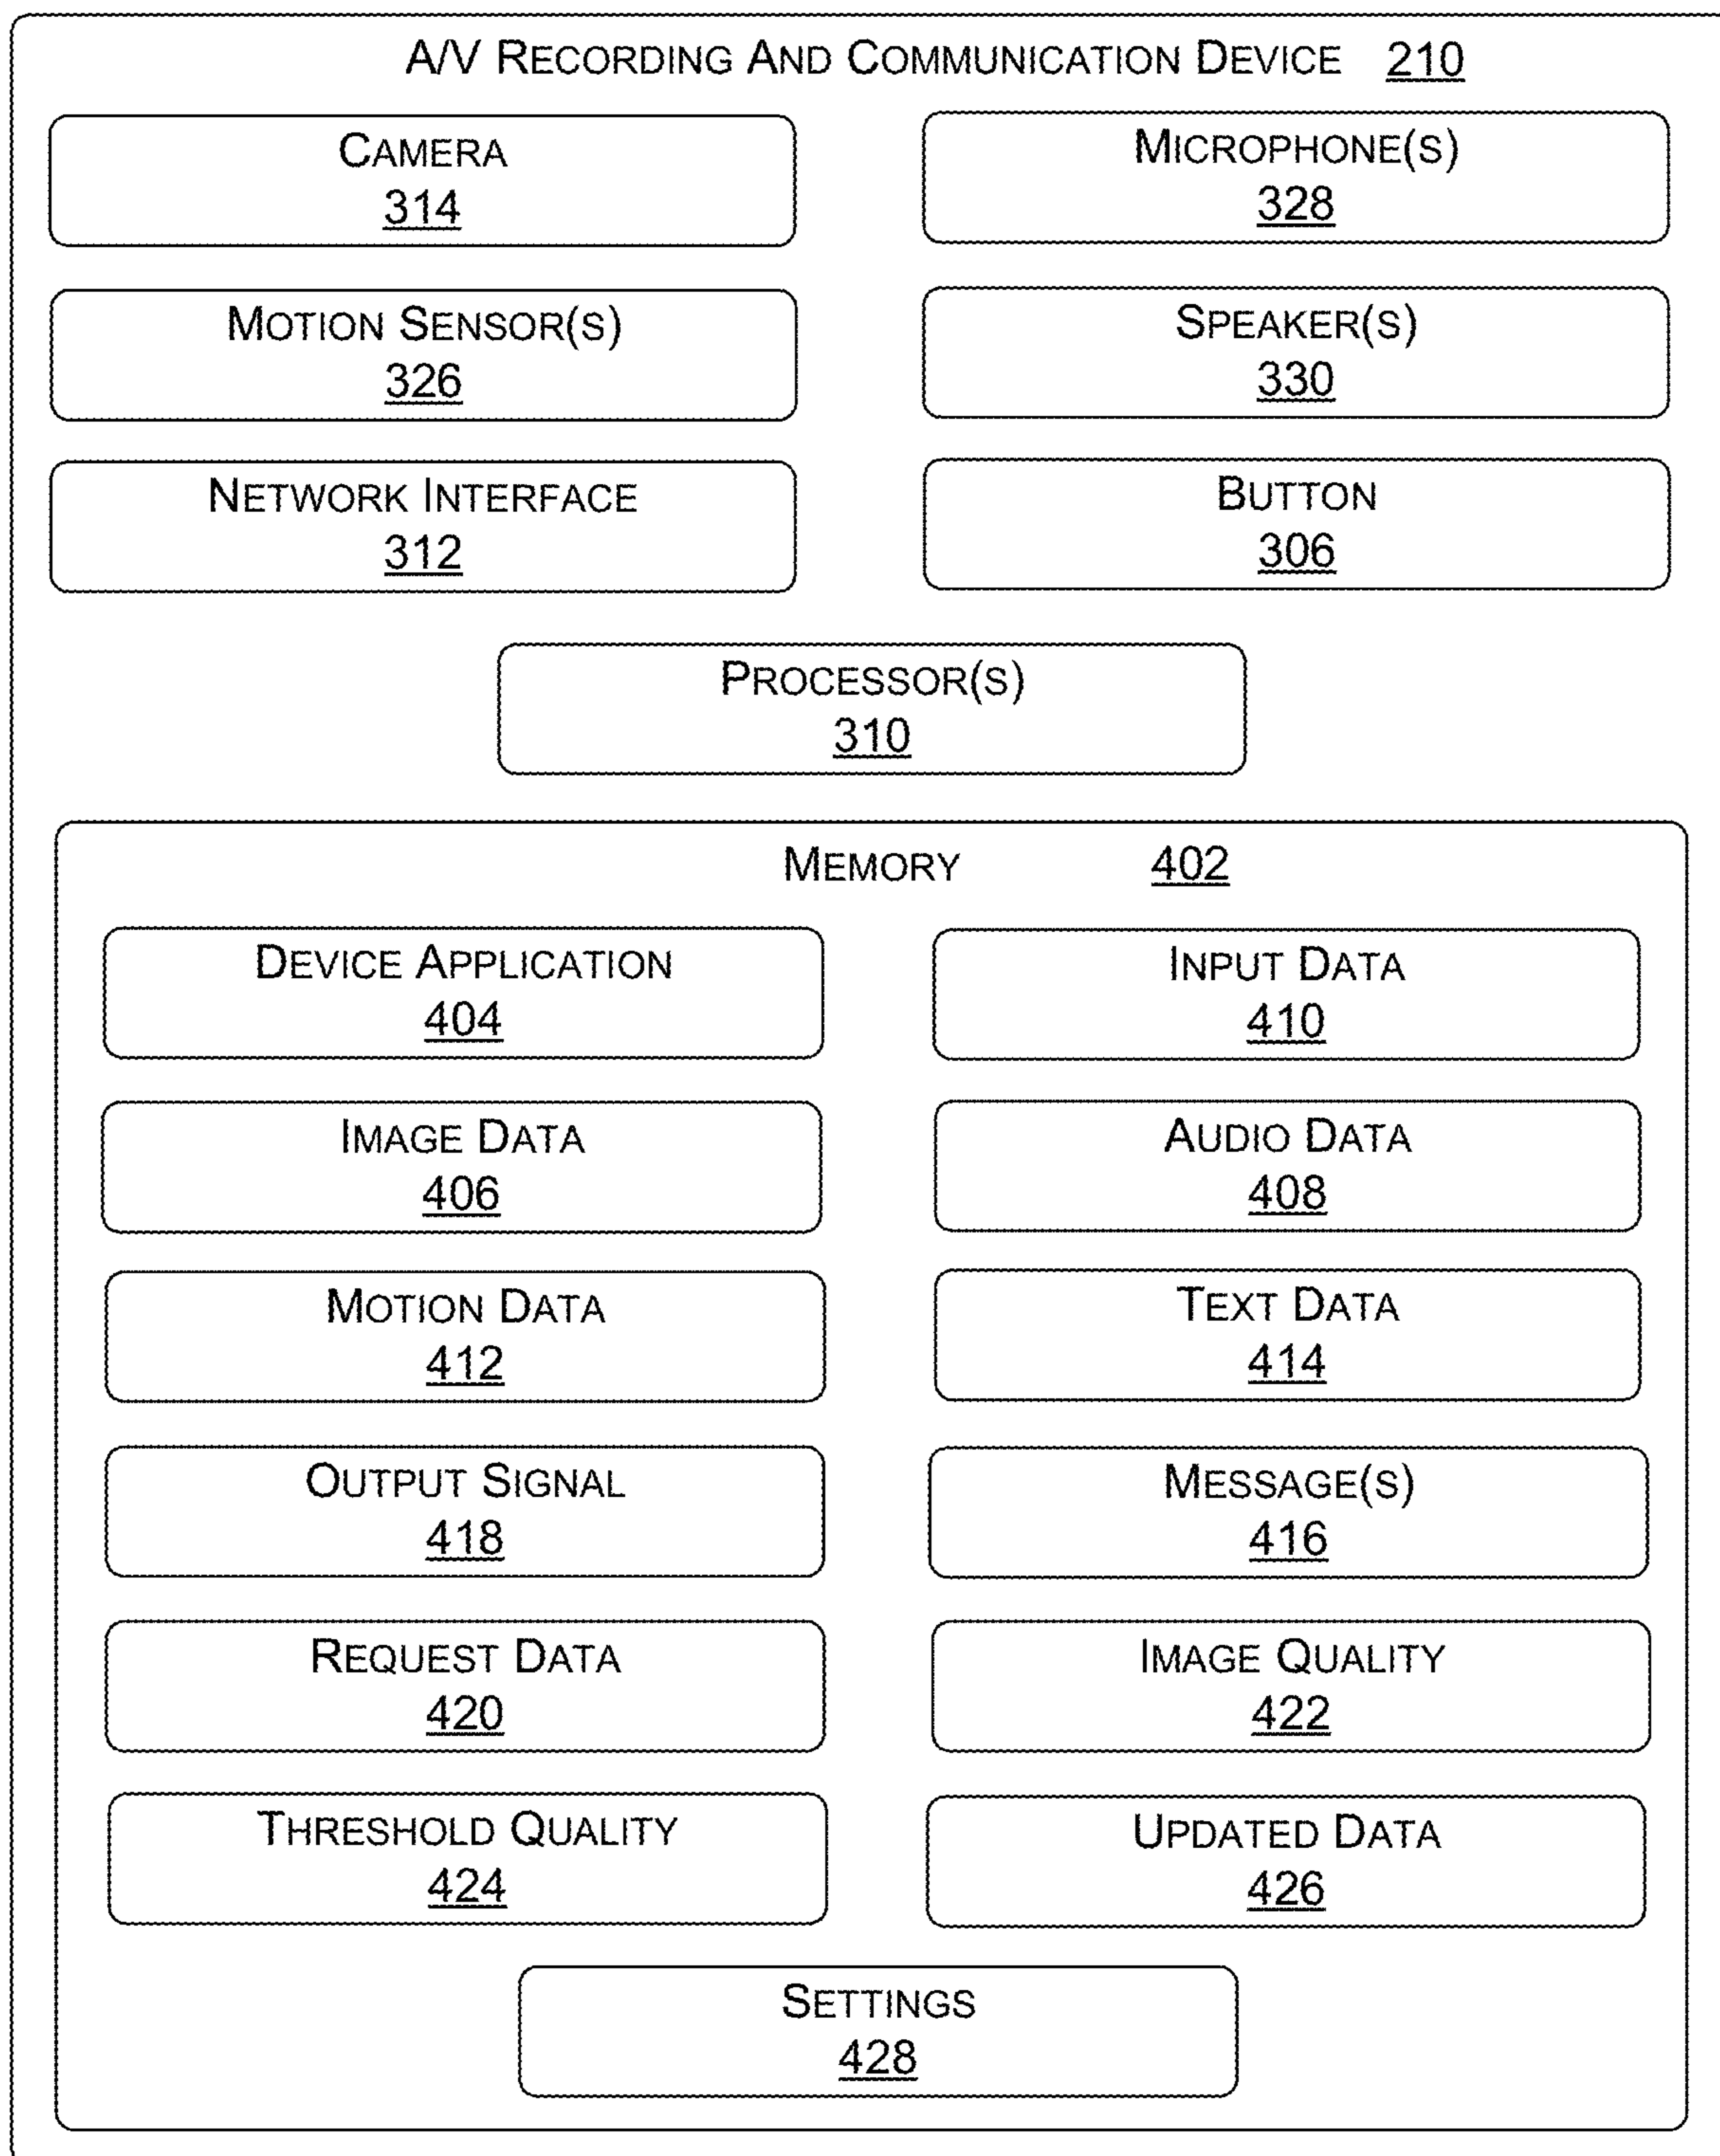 A/V RECORDING AND COMMUNICATION DEVICE 210
CAMERA
314
MICROPHONE(S)
328
MOTION SENSOR(S)
326
SPEAKER(S)
330
NETWORK INTERFACE
312
BUTTON
306
PROCESSOR(S)
310
MEMORY 402
DEVICE APPLICATION
404
INPUT DATA
410
IMAGE DATA
406
AUDIO DATA
408
MOTION DATA
412
TEXT DATA
414
OUTPUT SIGNAL
418
MESSAGE(S)
416
REQUEST DATA
420
IMAGE QUALITY
422
THRESHOLD QUALITY
424
UPDATED DATA
426
SETTINGS
428